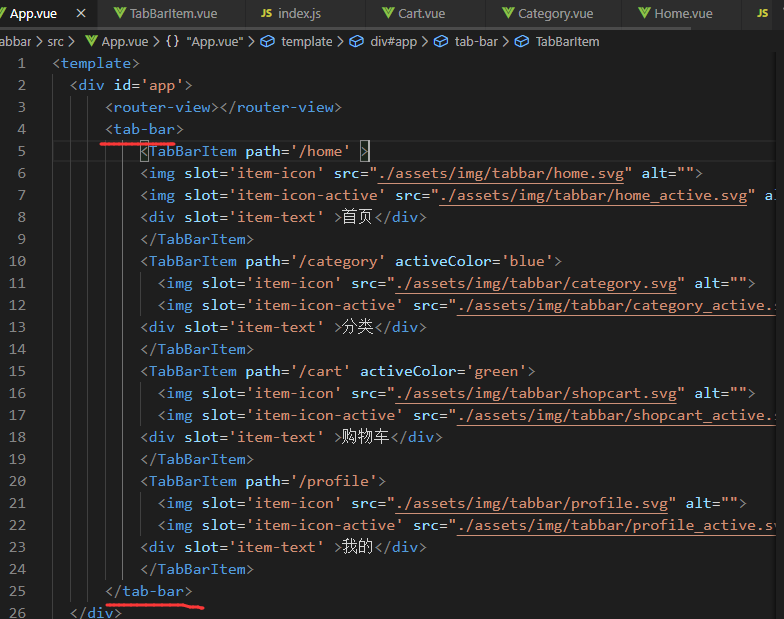 App.vue × TabBarItem.vue JS index.js Cart.vue Category.vue Home.vue JS
abbar > src > App.vue > {} "App.vue" > template > div#app > tab-bar > TabBarItem
1 <template>
2 <div id='app'>
3 <router-view></router-view>
4 <tab-bar>
5 <TabBarItem path='/home' >
6 <img slot='item-icon' src="./assets/img/tabbar/home.svg" alt="">
7 <img slot='item-icon-active' src="./assets/img/tabbar/home_active.svg" al
8 <div slot='item-text' >首页</div>
9 </TabBarItem>
10 <TabBarItem path='/category' activeColor='blue'>
11 <img slot='item-icon' src="./assets/img/tabbar/category.svg" alt="">
12 <img slot='item-icon-active' src="./assets/img/tabbar/category_active.s
13 <div slot='item-text' >分类</div>
14 </TabBarItem>
15 <TabBarItem path='/cart' activeColor='green'>
16 <img slot='item-icon' src="./assets/img/tabbar/shopcart.svg" alt="">
17 <img slot='item-icon-active' src="./assets/img/tabbar/shopcart_active.s
18 <div slot='item-text' >购物车</div>
19 </TabBarItem>
20 <TabBarItem path='/profile'>
21 <img slot='item-icon' src="./assets/img/tabbar/profile.svg" alt="">
22 <img slot='item-icon-active' src="./assets/img/tabbar/profile_active.sv
23 <div slot='item-text' >我的</div>
24 </TabBarItem>
25 </tab-bar>
26 </div>